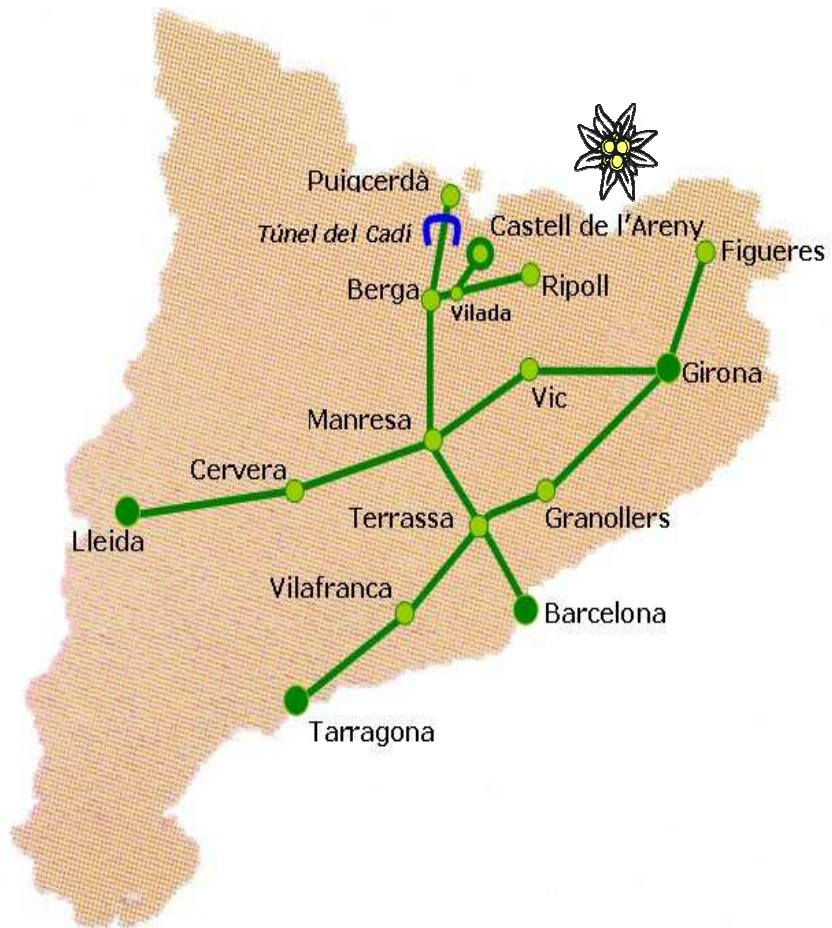 Puigcerdà
Túnel del Cadí
Castell de l'Areny
Figueres
Berga
Ripoll
Vilada
Girona
Vic
Manresa
Cervera
Terrassa
Granollers
Lleida
Vilafranca
Barcelona
Tarragona